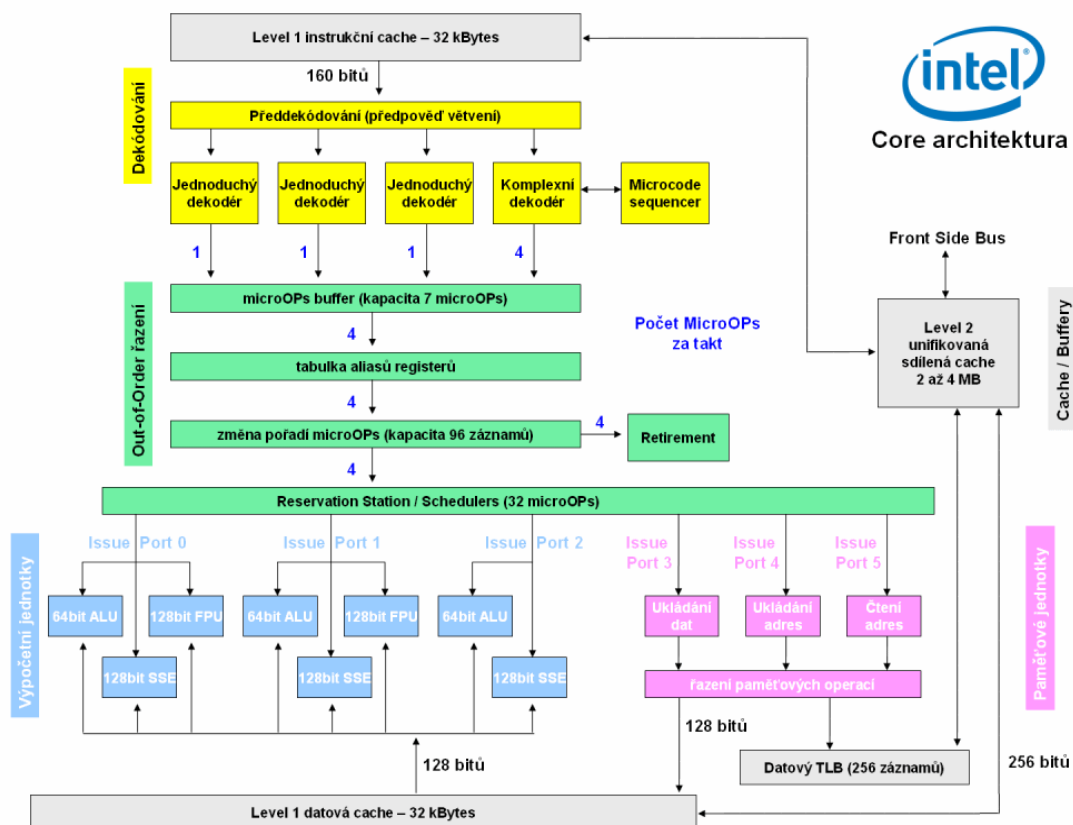 Level 1 instrukční cache – 32 kBytes
intel®
Core architektura
160 bitů
Dekódování
Předdekódování (předpověď větvení)
Jednoduchý
dekodér
Jednoduchý
dekodér
Jednoduchý
dekodér
Komplexní
dekodér
Microcode
sequencer
1
1
1
4
Front Side Bus
Out-of-Order řazení
microOPs buffer (kapacita 7 microOPs)
4
Počet MicroOPs
za takt
Level 2
unifikovaná
sdílená cache
2 až 4 MB
Cache / Buffery
tabulka aliasů registerů
4
změna pořadí microOPs (kapacita 96 záznamů)
4
Retirement
4
Reservation Station / Schedulers (32 microOPs)
Výpočetní jednotky
Issue Port 0
Issue Port 1
Issue Port 2
Issue
Port 3
Issue
Port 4
Issue
Port 5
Paměťové jednotky
64bit ALU
128bit FPU
64bit ALU
128bit FPU
64bit ALU
Ukládání
dat
Ukládání
adres
Čtení
adres
128bit SSE
128bit SSE
128bit SSE
řazení paměťových operací
128 bitů
128 bitů
Datový TLB (256 záznamů)
256 bitů
Level 1 datová cache – 32 kBytes